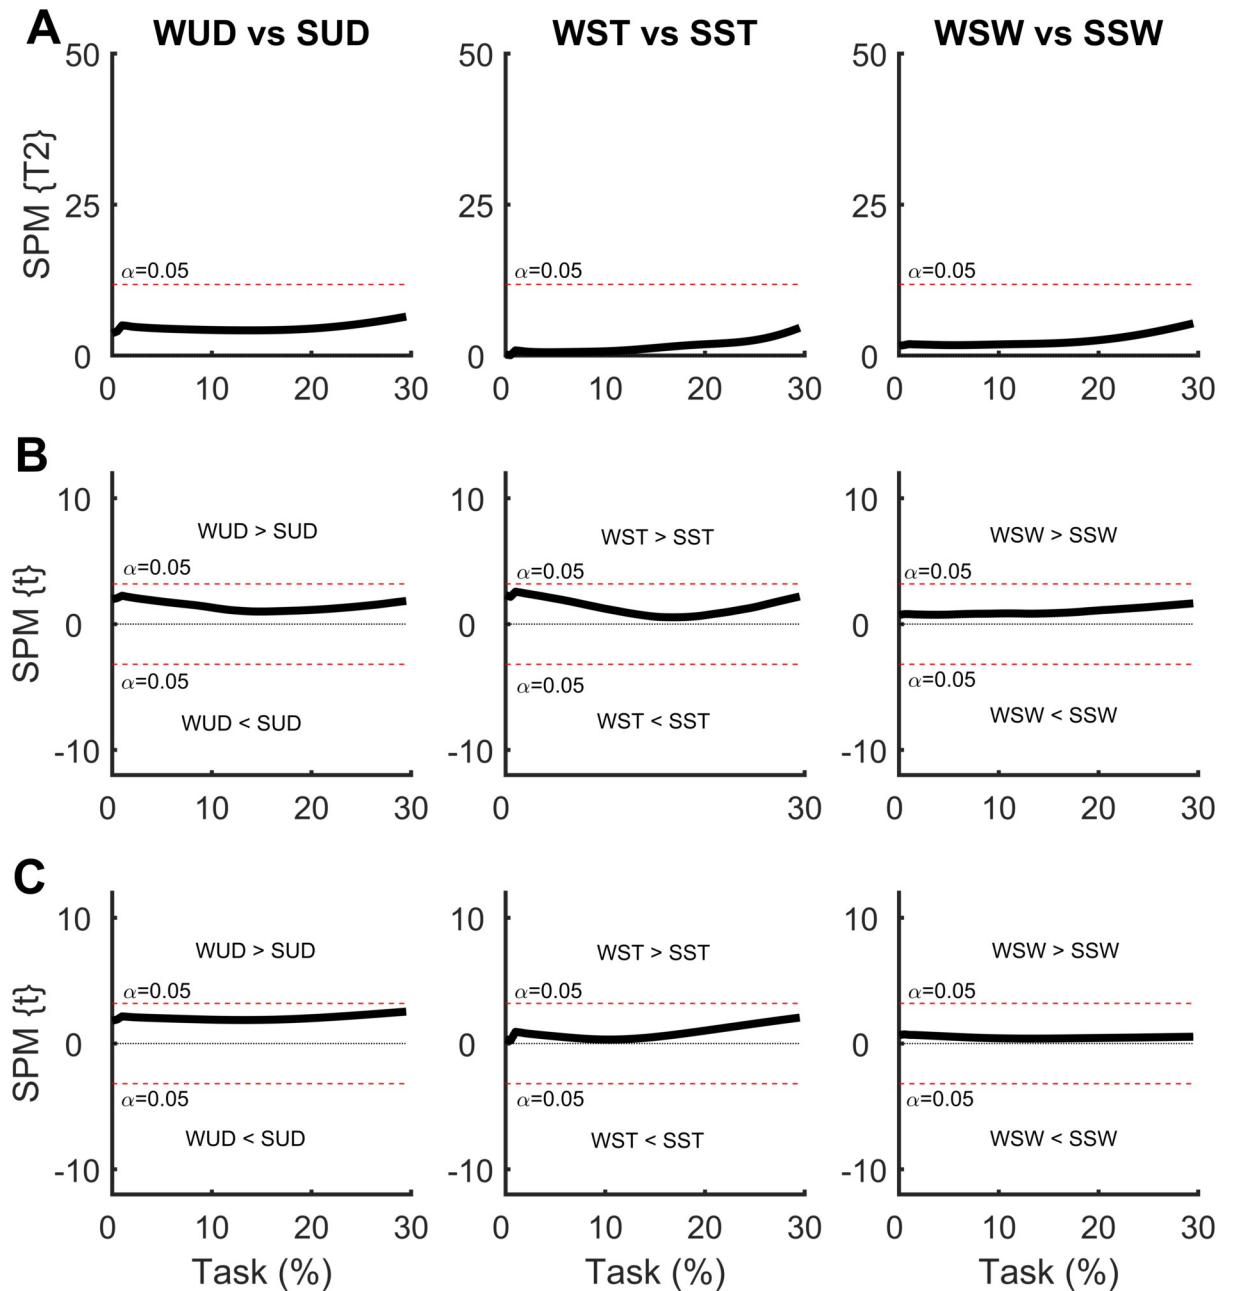 A
WUD vs SUD
WST vs SST
WSW vs SSW
SPM {T2}
50
25
0
α=0.05
0 10 20 30
50
25
0
α=0.05
0 10 20 30
50
25
0
α=0.05
0 10 20 30
B
SPM {t}
10
0
-10
WUD > SUD
α=0.05
α=0.05
WUD < SUD
0 10 20 30
10
0
-10
WST > SST
α=0.05
α=0.05
WST < SST
0 30
10
0
-10
WSW > SSW
α=0.05
α=0.05
WSW < SSW
0 10 20 30
C
SPM {t}
10
0
-10
WUD > SUD
α=0.05
α=0.05
WUD < SUD
0 10 20 30
Task (%)
10
0
-10
WST > SST
α=0.05
α=0.05
WST < SST
0 10 20 30
Task (%)
10
0
-10
WSW > SSW
α=0.05
α=0.05
WSW < SSW
0 10 20 30
Task (%)